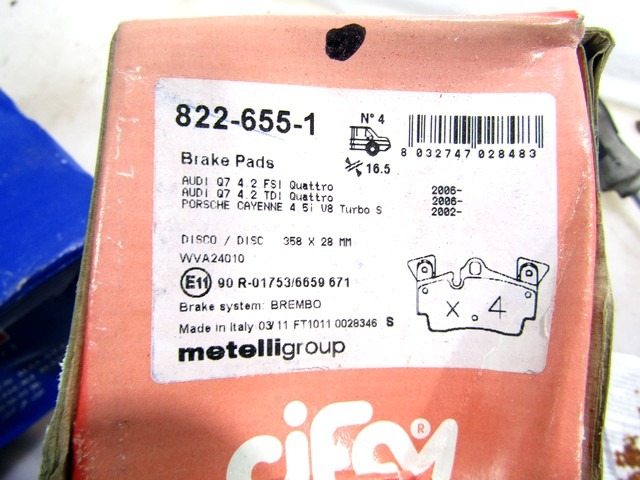 822-655-1
N° 4
8 032747 028483
Brake Pads
16.5
AUDI Q7 4.2 FSI Quattro 2006-
AUDI Q7 4.2 TDI Quattro 2006-
PORSCHE CAYENNE 4 5i V8 Turbo S 2002-
DISCO / DISC 358 X 28 MM
WVA24010
E11 90 R-01753/6659 671
Brake system: BREMBO
x 4
Made in Italy 03/11 FT1011 0028346 S
metelligroup
cifam ®